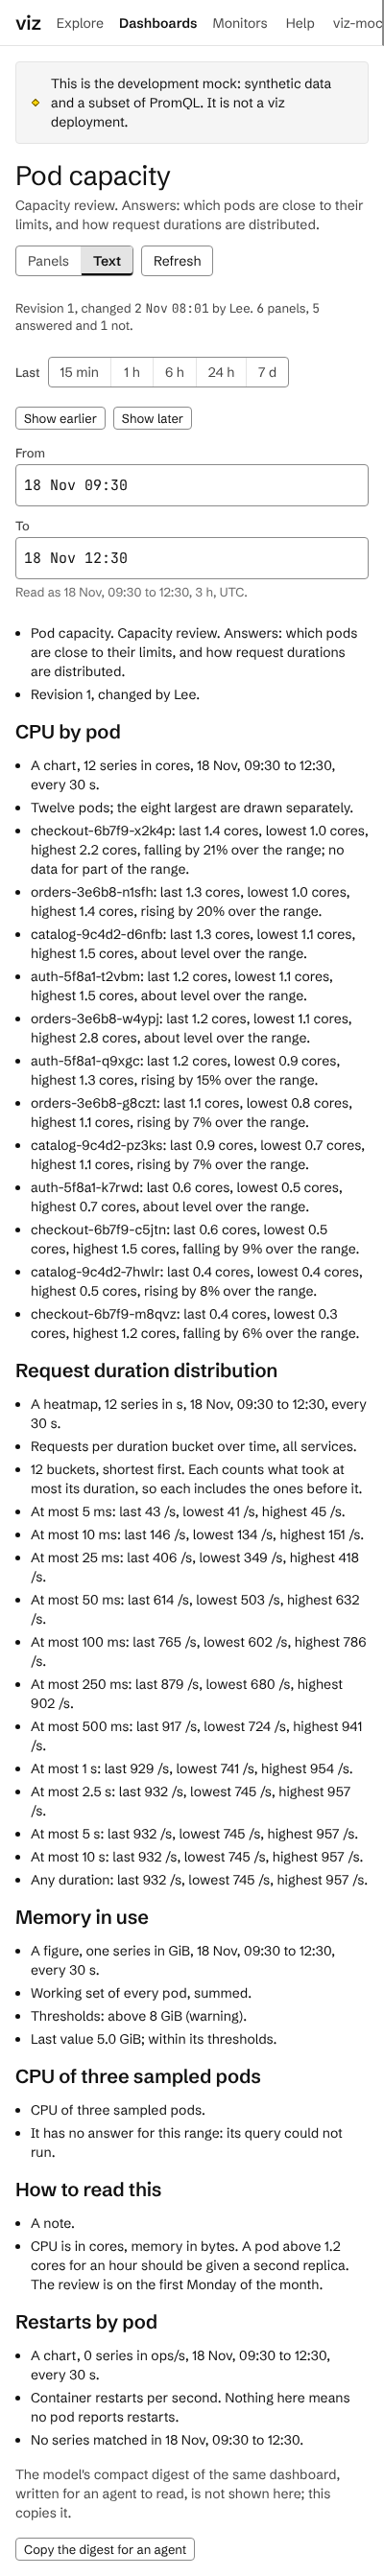 viz Explore Dashboards Monitors Help viz-moc
This is the development mock: synthetic data
and a subset of PromQL. It is not a viz
deployment.
Pod capacity
Capacity review. Answers: which pods are close to their
limits, and how request durations are distributed.
Panels Text Refresh
Revision 1, changed 2 Nov 08:01 by Lee. 6 panels, 5
answered and 1 not.
Last 15 min 1 h 6 h 24 h 7 d
Show earlier Show later
From
18 Nov 09:30
To
18 Nov 12:30
Read as 18 Nov, 09:30 to 12:30, 3 h, UTC.
• Pod capacity. Capacity review. Answers: which pods
are close to their limits, and how request durations
are distributed.
• Revision 1, changed by Lee.
CPU by pod
• A chart, 12 series in cores, 18 Nov, 09:30 to 12:30,
every 30 s.
• Twelve pods; the eight largest are drawn separately.
• checkout-6b7f9-x2k4p: last 1.4 cores, lowest 1.0 cores,
highest 2.2 cores, falling by 21% over the range; no
data for part of the range.
• orders-3e6b8-n1sfh: last 1.3 cores, lowest 1.0 cores,
highest 1.4 cores, rising by 20% over the range.
• catalog-9c4d2-d6nfb: last 1.3 cores, lowest 1.1 cores,
highest 1.5 cores, about level over the range.
• auth-5f8a1-t2vbm: last 1.2 cores, lowest 1.1 cores,
highest 1.5 cores, about level over the range.
• orders-3e6b8-w4ypj: last 1.2 cores, lowest 1.1 cores,
highest 2.8 cores, about level over the range.
• auth-5f8a1-q9xgc: last 1.2 cores, lowest 0.9 cores,
highest 1.3 cores, rising by 15% over the range.
• orders-3e6b8-g8czt: last 1.1 cores, lowest 0.8 cores,
highest 1.1 cores, rising by 7% over the range.
• catalog-9c4d2-pz3ks: last 0.9 cores, lowest 0.7 cores,
highest 1.1 cores, rising by 7% over the range.
• auth-5f8a1-k7rwd: last 0.6 cores, lowest 0.5 cores,
highest 0.7 cores, about level over the range.
• checkout-6b7f9-c5jtn: last 0.6 cores, lowest 0.5
cores, highest 1.5 cores, falling by 9% over the range.
• catalog-9c4d2-7hwlr: last 0.4 cores, lowest 0.4 cores,
highest 0.5 cores, rising by 8% over the range.
• checkout-6b7f9-m8qvz: last 0.4 cores, lowest 0.3
cores, highest 1.2 cores, falling by 6% over the range.
Request duration distribution
• A heatmap, 12 series in s, 18 Nov, 09:30 to 12:30, every
30 s.
• Requests per duration bucket over time, all services.
• 12 buckets, shortest first. Each counts what took at
most its duration, so each includes the ones before it.
• At most 5 ms: last 43 /s, lowest 41 /s, highest 45 /s.
• At most 10 ms: last 146 /s, lowest 134 /s, highest 151 /s.
• At most 25 ms: last 406 /s, lowest 349 /s, highest 418
/s.
• At most 50 ms: last 614 /s, lowest 503 /s, highest 632
/s.
• At most 100 ms: last 765 /s, lowest 602 /s, highest 786
/s.
• At most 250 ms: last 879 /s, lowest 680 /s, highest
902 /s.
• At most 500 ms: last 917 /s, lowest 724 /s, highest 941
/s.
• At most 1 s: last 929 /s, lowest 741 /s, highest 954 /s.
• At most 2.5 s: last 932 /s, lowest 745 /s, highest 957
/s.
• At most 5 s: last 932 /s, lowest 745 /s, highest 957 /s.
• At most 10 s: last 932 /s, lowest 745 /s, highest 957 /s.
• Any duration: last 932 /s, lowest 745 /s, highest 957 /s.
Memory in use
• A figure, one series in GiB, 18 Nov, 09:30 to 12:30,
every 30 s.
• Working set of every pod, summed.
• Thresholds: above 8 GiB (warning).
• Last value 5.0 GiB; within its thresholds.
CPU of three sampled pods
• CPU of three sampled pods.
• It has no answer for this range: its query could not
run.
How to read this
• A note.
• CPU is in cores, memory in bytes. A pod above 1.2
cores for an hour should be given a second replica.
The review is on the first Monday of the month.
Restarts by pod
• A chart, 0 series in ops/s, 18 Nov, 09:30 to 12:30,
every 30 s.
• Container restarts per second. Nothing here means
no pod reports restarts.
• No series matched in 18 Nov, 09:30 to 12:30.
The model's compact digest of the same dashboard,
written for an agent to read, is not shown here; this
copies it.
Copy the digest for an agent